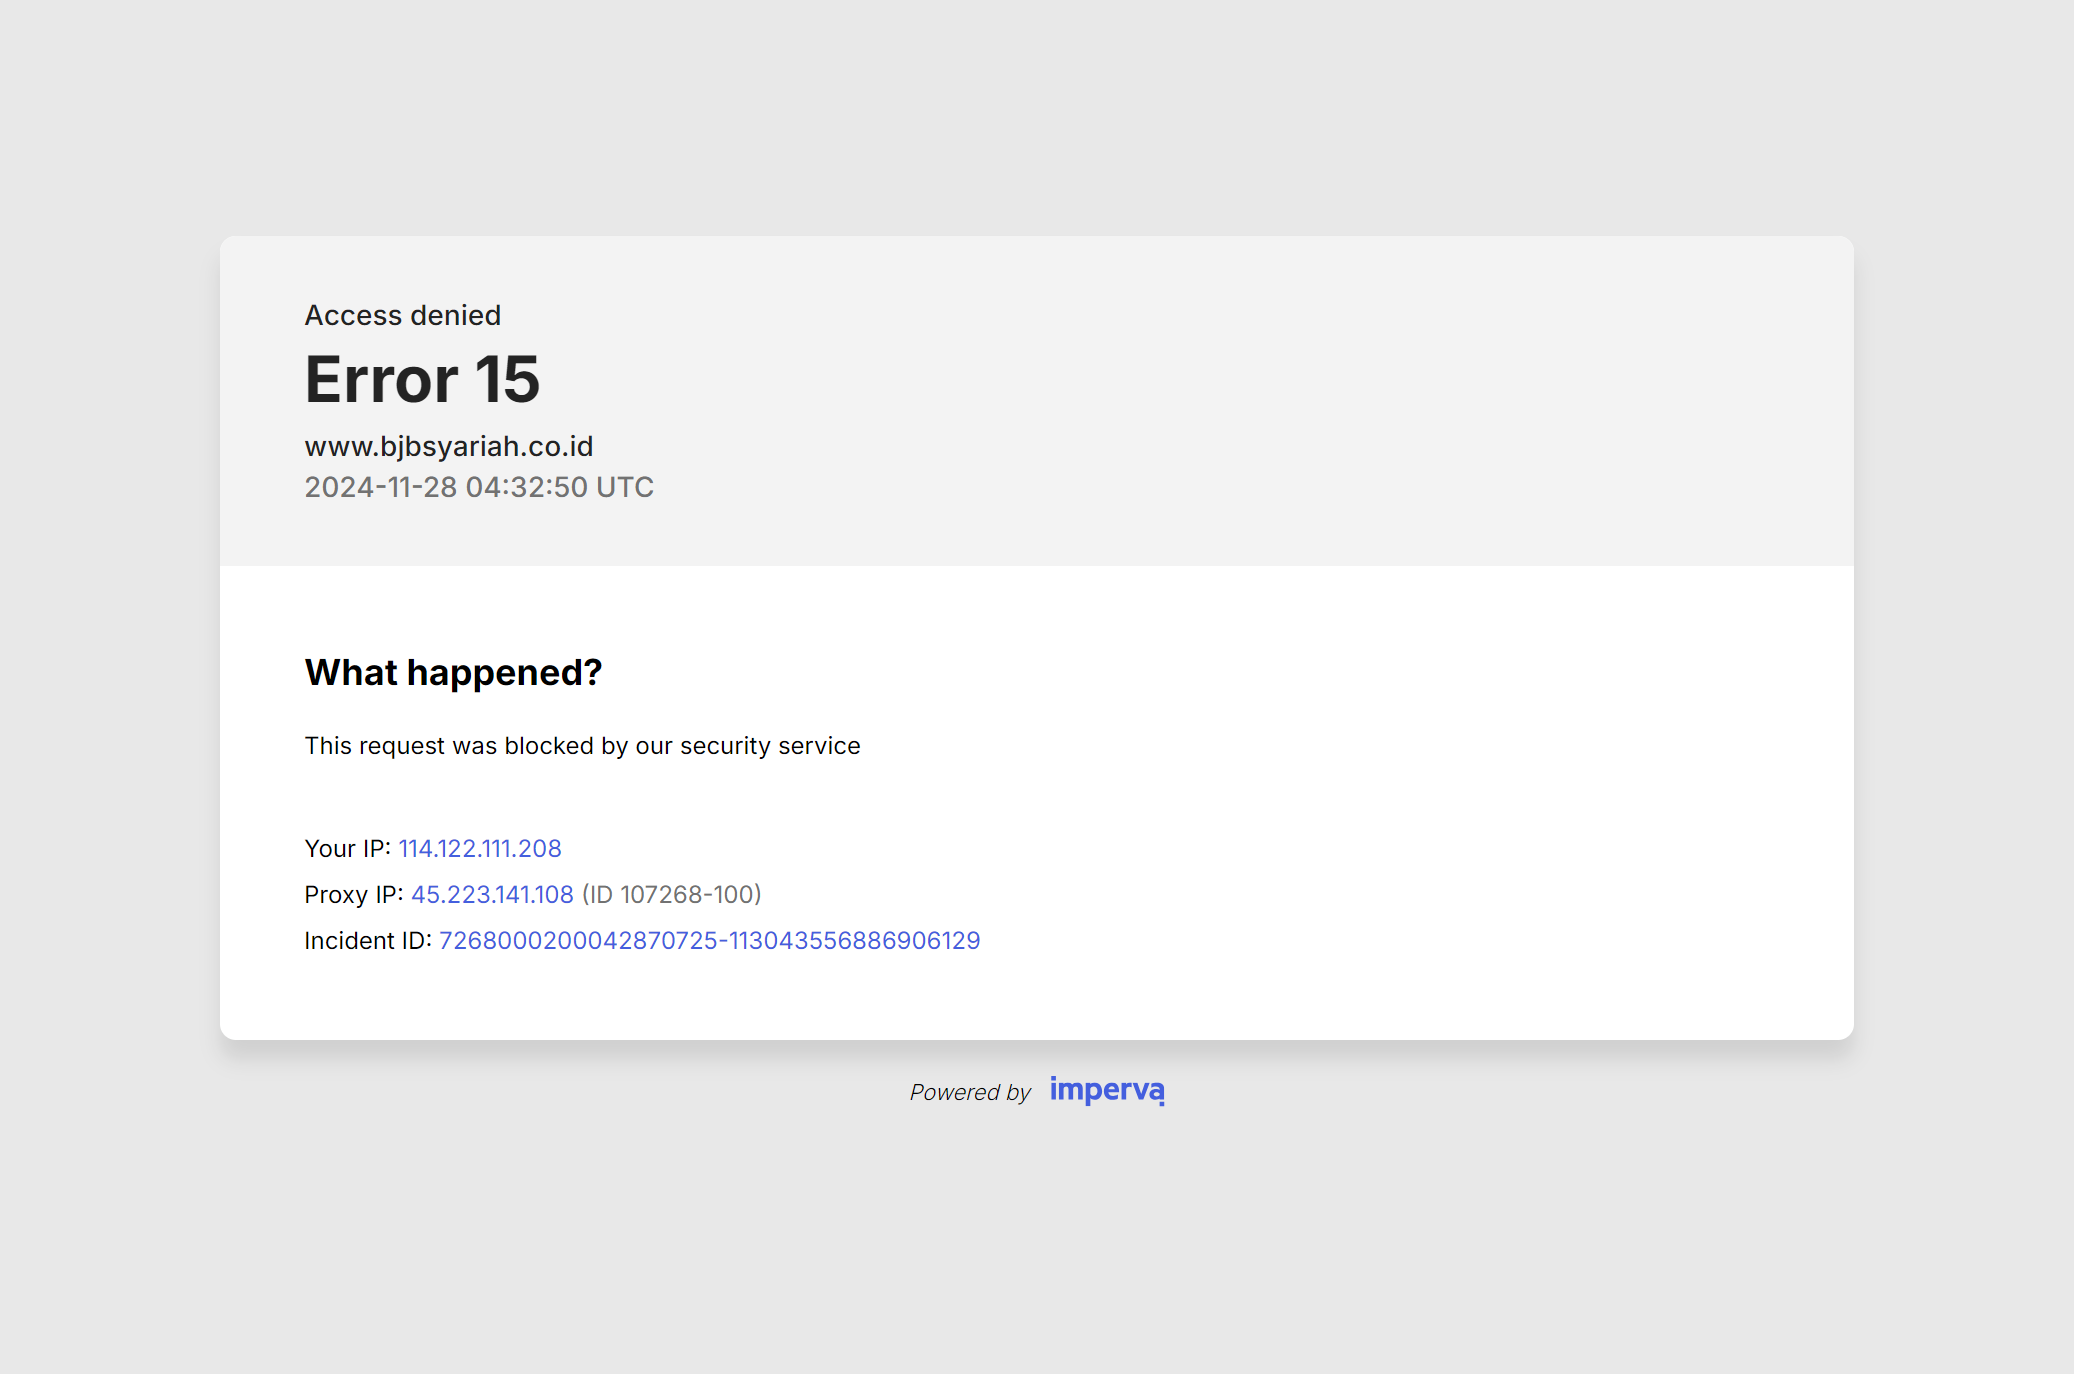 Access denied
Error 15
www.bjbsyariah.co.id
2024-11-28 04:32:50 UTC
What happened?
This request was blocked by our security service
Your IP: 114.122.111.208
Proxy IP: 45.223.141.108 (ID 107268-100)
Incident ID: 7268000200042870725-113043556886906129
Powered by imperva